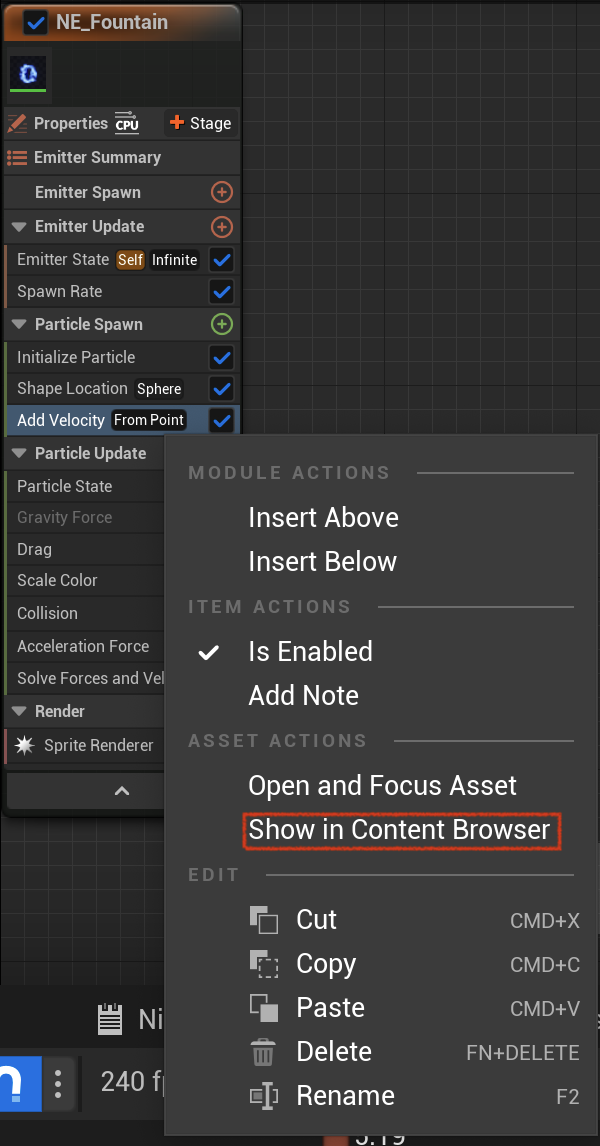 NE_Fountain
Properties CPU Stage
Emitter Summary
Emitter Spawn
Emitter Update
Emitter State Self Infinite
Spawn Rate
Particle Spawn
Initialize Particle
Shape Location Sphere
Add Velocity From Point
Particle Update
MODULE ACTIONS
Particle State
Gravity Force
Insert Above
Drag
Insert Below
Scale Color
ITEM ACTIONS
Collision
Acceleration Force
Is Enabled
Solve Forces and Vel
Add Note
Render
ASSET ACTIONS
Sprite Renderer
Open and Focus Asset
Show in Content Browser
EDIT
Cut CMD+X
Copy CMD+C
Paste CMD+V
Ni
Delete FN+DELETE
240 f
Rename F2